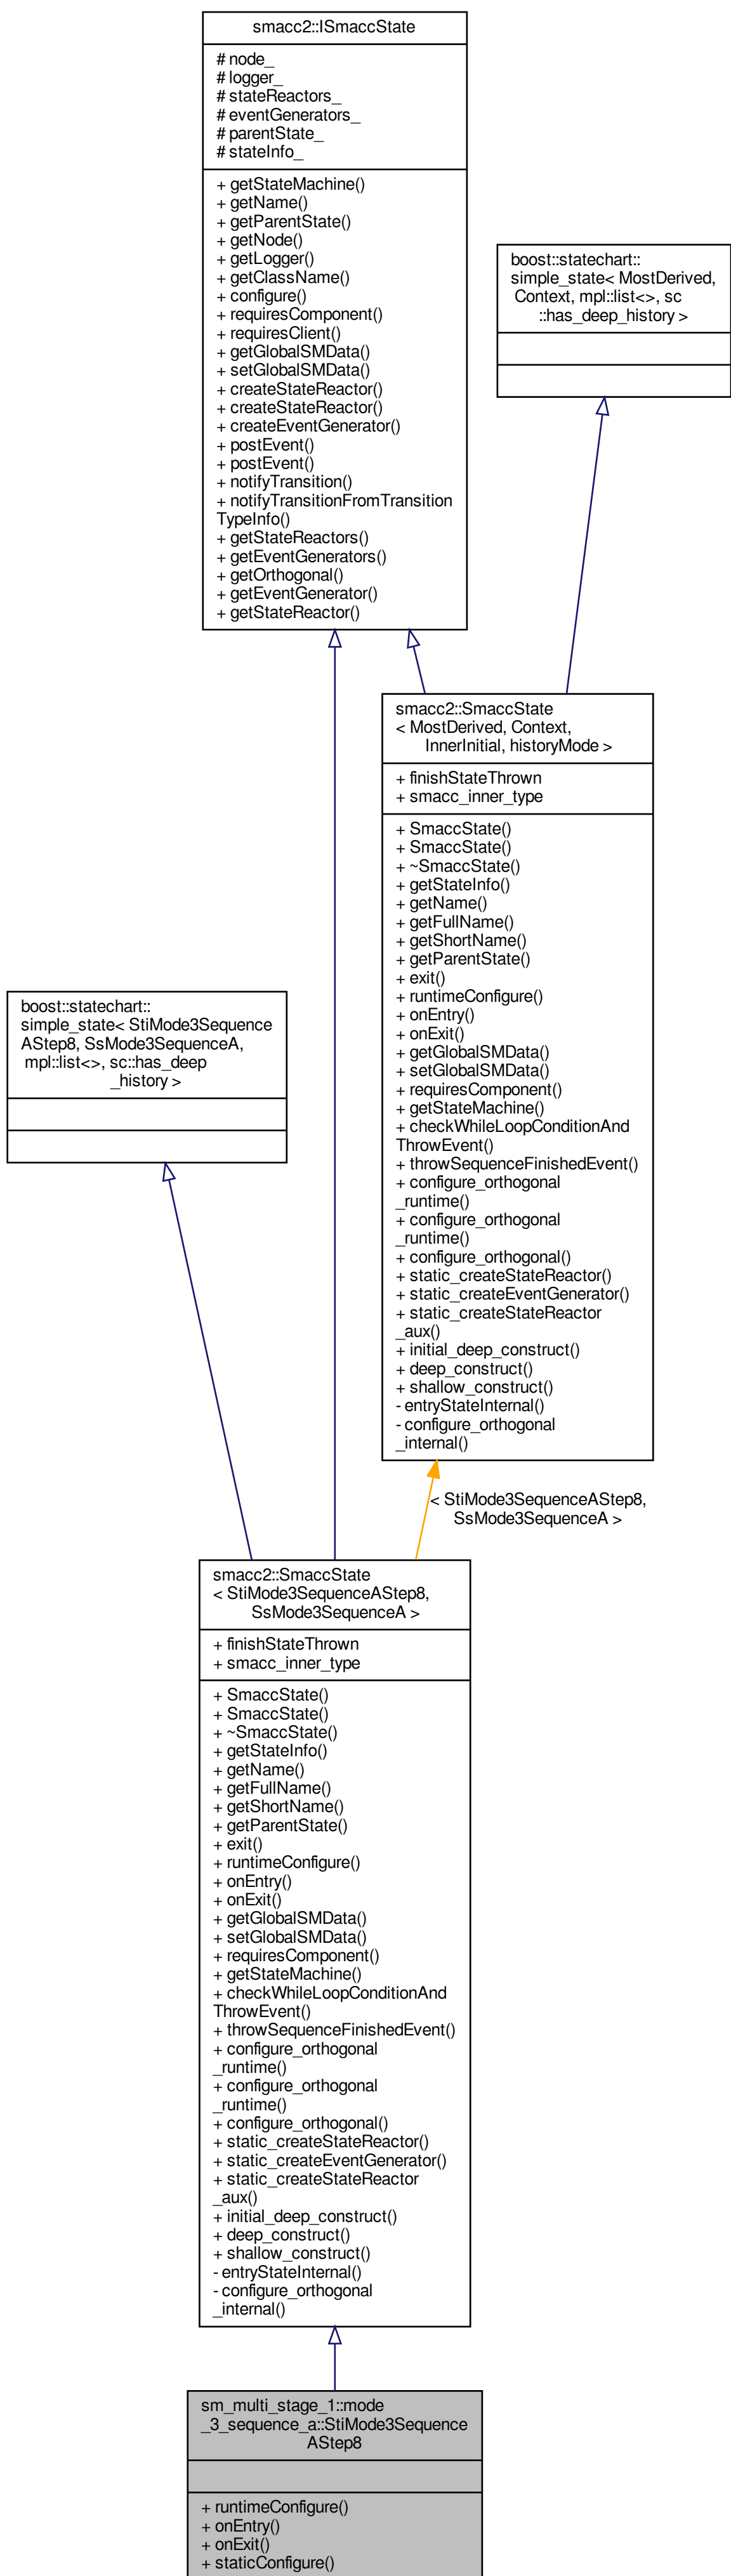 smacc2::ISmaccState
# node_
# logger_
# stateReactors_
# eventGenerators_
# parentState_
# stateInfo_
+ getStateMachine()
+ getName()
+ getParentState()
+ getNode()
+ getLogger()
+ getClassName()
+ configure()
+ requiresComponent()
+ requiresClient()
+ getGlobalSMData()
+ setGlobalSMData()
+ createStateReactor()
+ createStateReactor()
+ createEventGenerator()
+ postEvent()
+ postEvent()
+ notifyTransition()
+ notifyTransitionFromTransition
TypeInfo()
+ getStateReactors()
+ getEventGenerators()
+ getOrthogonal()
+ getEventGenerator()
+ getStateReactor()
boost::statechart::
simple_state< MostDerived,
Context, mpl::list<>, sc
::has_deep_history >
smacc2::SmaccState
< MostDerived, Context,
InnerInitial, historyMode >
+ finishStateThrown
+ smacc_inner_type
+ SmaccState()
+ SmaccState()
+ ~SmaccState()
+ getStateInfo()
+ getName()
+ getFullName()
+ getShortName()
+ getParentState()
+ exit()
+ runtimeConfigure()
+ onEntry()
+ onExit()
+ getGlobalSMData()
+ setGlobalSMData()
+ requiresComponent()
+ getStateMachine()
+ checkWhileLoopConditionAnd
ThrowEvent()
+ throwSequenceFinishedEvent()
+ configure_orthogonal
_runtime()
+ configure_orthogonal
_runtime()
+ configure_orthogonal()
+ static_createStateReactor()
+ static_createEventGenerator()
+ static_createStateReactor
_aux()
+ initial_deep_construct()
+ deep_construct()
+ shallow_construct()
- entryStateInternal()
- configure_orthogonal
_internal()
boost::statechart::
simple_state< StiMode3Sequence
AStep8, SsMode3SequenceA,
mpl::list<>, sc::has_deep
_history >
< StiMode3SequenceAStep8,
SsMode3SequenceA >
smacc2::SmaccState
< StiMode3SequenceAStep8,
SsMode3SequenceA >
+ finishStateThrown
+ smacc_inner_type
+ SmaccState()
+ SmaccState()
+ ~SmaccState()
+ getStateInfo()
+ getName()
+ getFullName()
+ getShortName()
+ getParentState()
+ exit()
+ runtimeConfigure()
+ onEntry()
+ onExit()
+ getGlobalSMData()
+ setGlobalSMData()
+ requiresComponent()
+ getStateMachine()
+ checkWhileLoopConditionAnd
ThrowEvent()
+ throwSequenceFinishedEvent()
+ configure_orthogonal
_runtime()
+ configure_orthogonal
_runtime()
+ configure_orthogonal()
+ static_createStateReactor()
+ static_createEventGenerator()
+ static_createStateReactor
_aux()
+ initial_deep_construct()
+ deep_construct()
+ shallow_construct()
- entryStateInternal()
- configure_orthogonal
_internal()
sm_multi_stage_1::mode
_3_sequence_a::StiMode3Sequence
AStep8
+ runtimeConfigure()
+ onEntry()
+ onExit()
+ staticConfigure()